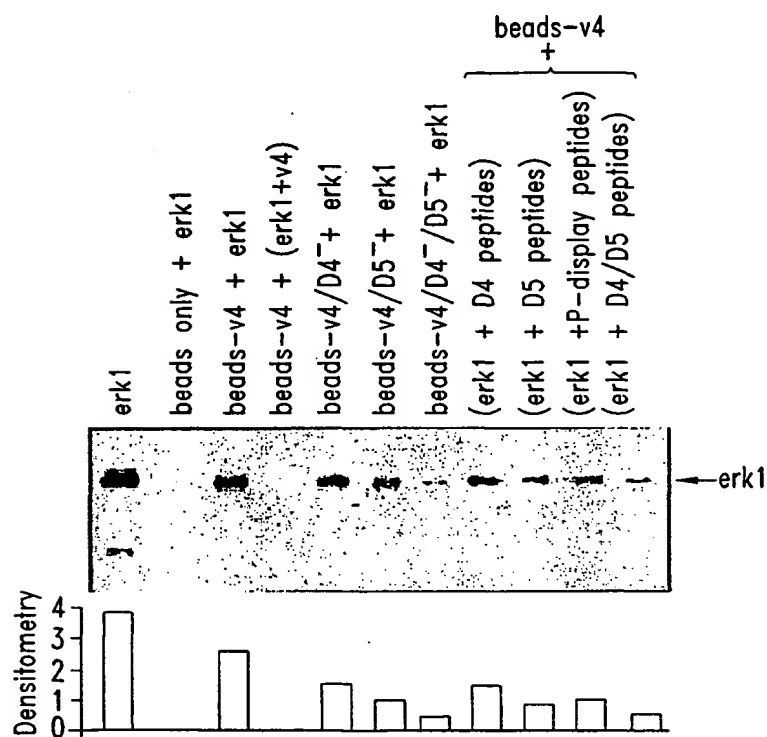 beads-v4
+
erk1
beads only + erk1
beads-v4 + erk1
beads-v4 + (erk1+v4)
beads-v4/D4⁻+ erk1
beads-v4/D5⁻+ erk1
beads-v4/D4⁻/D5⁻+ erk1
(erk1 + D4 peptides)
(erk1 + D5 peptides)
(erk1 +P-display peptides)
(erk1 + D4/D5 peptides)
erk1
Densitometry
4
3
2
1
0